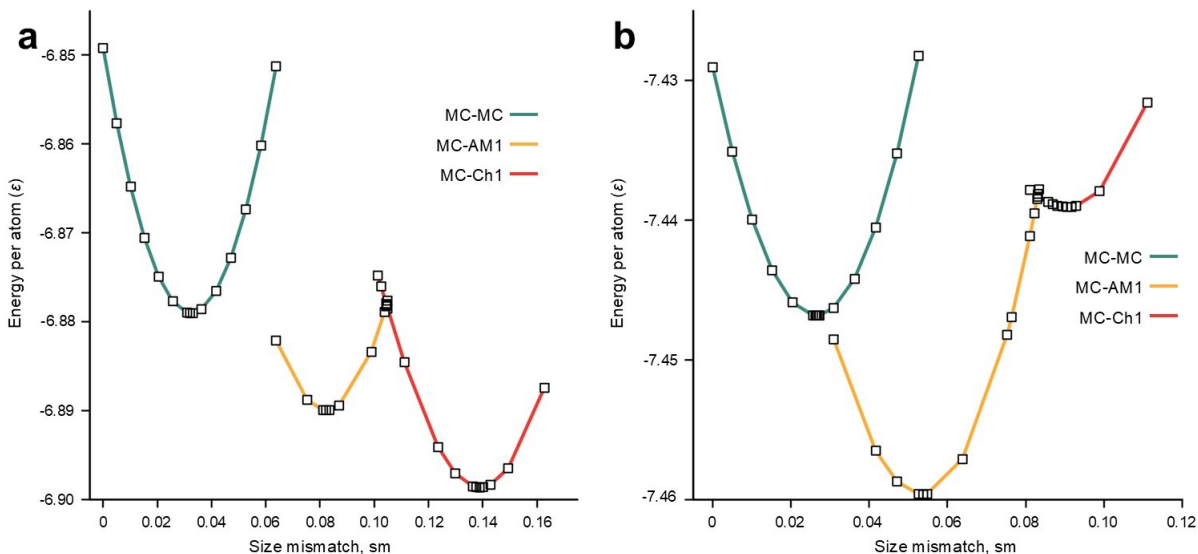 a
-6.85
-6.86
-6.87
-6.88
-6.89
-6.90
Energy per atom (ε)
MC-MC
MC-AM1
MC-Ch1
0 0.02 0.04 0.06 0.08 0.10 0.12 0.14 0.16
Size mismatch, sm
b
-7.43
-7.44
-7.45
-7.46
Energy per atom (ε)
MC-MC
MC-AM1
MC-Ch1
0 0.02 0.04 0.06 0.08 0.10 0.12
Size mismatch, sm